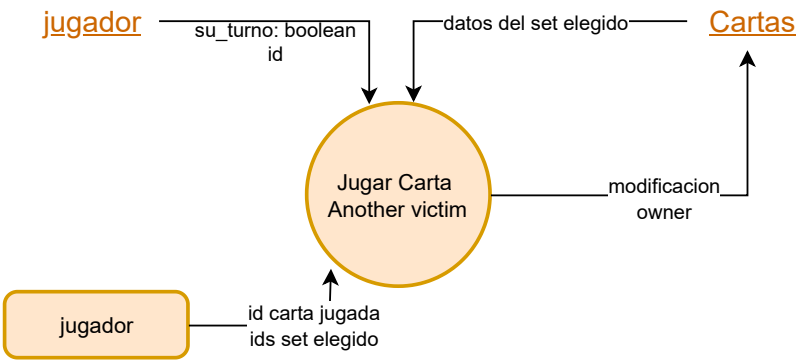 jugador
su_turno: boolean
id
datos del set elegido
Cartas
Jugar Carta
Another victim
modificacion
owner
jugador
id carta jugada
ids set elegido